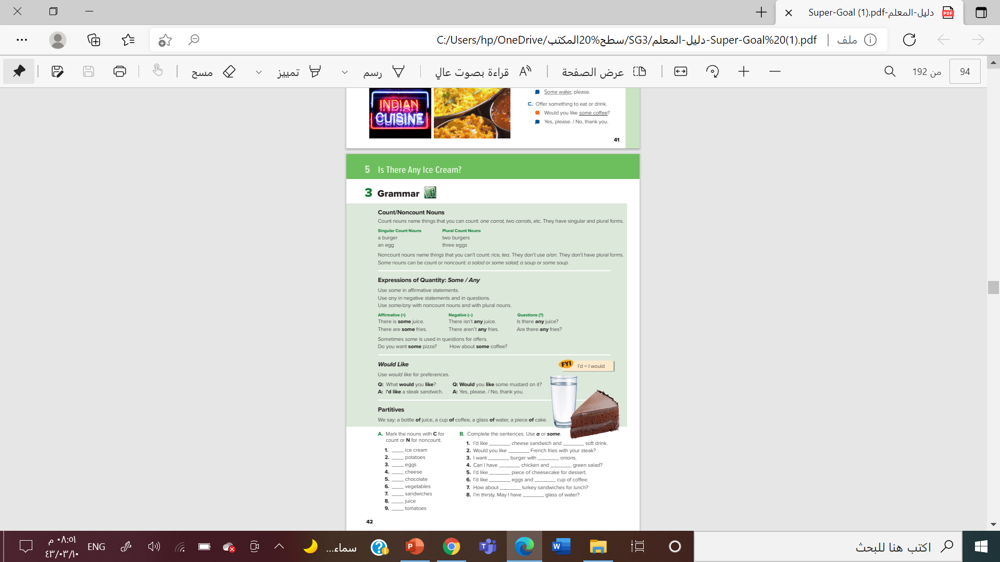 دليل-المعلم-Super-Goal (1).pdf
C:/Users/hp/OneDrive/سطح%20المكتب/SG3/دليل-المعلم-Super-Goal%20(1).pdf
ملف
94
من 192
عرض الصفحة
قراءة بصوت عالٍ
رسم
تمييز
مسح
INDIAN
CUISINE
Some water, please.
C. Offer something to eat or drink.
Would you like some coffee?
Yes, please. / No, thank you.
41
5 Is There Any Ice Cream?
3 Grammar
Count/Noncount Nouns
Count nouns name things that you can count: one carrot, two carrots, etc. They have singular and plural forms.
Singular Count Nouns Plural Count Nouns
a burger two burgers
an egg three eggs
Noncount nouns name things that you can't count: rice, tea. They don't use a/an. They don't have plural forms.
Some nouns can be count or noncount: a salad or some salad; a soup or some soup.
Expressions of Quantity: Some / Any
Use some in affirmative statements.
Use any in negative statements and in questions.
Use some/any with noncount nouns and with plural nouns.
Affirmative (+) Negative (–) Questions (?)
There is some juice. There isn't any juice. Is there any juice?
There are some fries. There aren't any fries. Are there any fries?
Sometimes some is used in questions for offers.
Do you want some pizza? How about some coffee?
Would Like
FYI I'd = I would
Use would like for preferences.
Q: What would you like? Q: Would you like some mustard on it?
A: I'd like a steak sandwich. A: Yes, please. / No, thank you.
Partitives
We say: a bottle of juice, a cup of coffee, a glass of water, a piece of cake.
A. Mark the nouns with C for
count or N for noncount.
1. ____ ice cream
2. ____ potatoes
3. ____ eggs
4. ____ cheese
5. ____ chocolate
6. ____ vegetables
7. ____ sandwiches
8. ____ juice
9. ____ tomatoes
B. Complete the sentences. Use a or some.
1. I'd like _______ cheese sandwich and _______ soft drink.
2. Would you like _______ French fries with your steak?
3. I want _______ burger with _______ onions.
4. Can I have _______ chicken and _______ green salad?
5. I'd like _______ piece of cheesecake for dessert.
6. I'd like _______ eggs and _______ cup of coffee.
7. How about _______ turkey sandwiches for lunch?
8. I'm thirsty. May I have _______ glass of water?
42
اكتب هنا للبحث
سماء...
ENG
٠٨:٥١ م
٤٣/٠٣/١٠